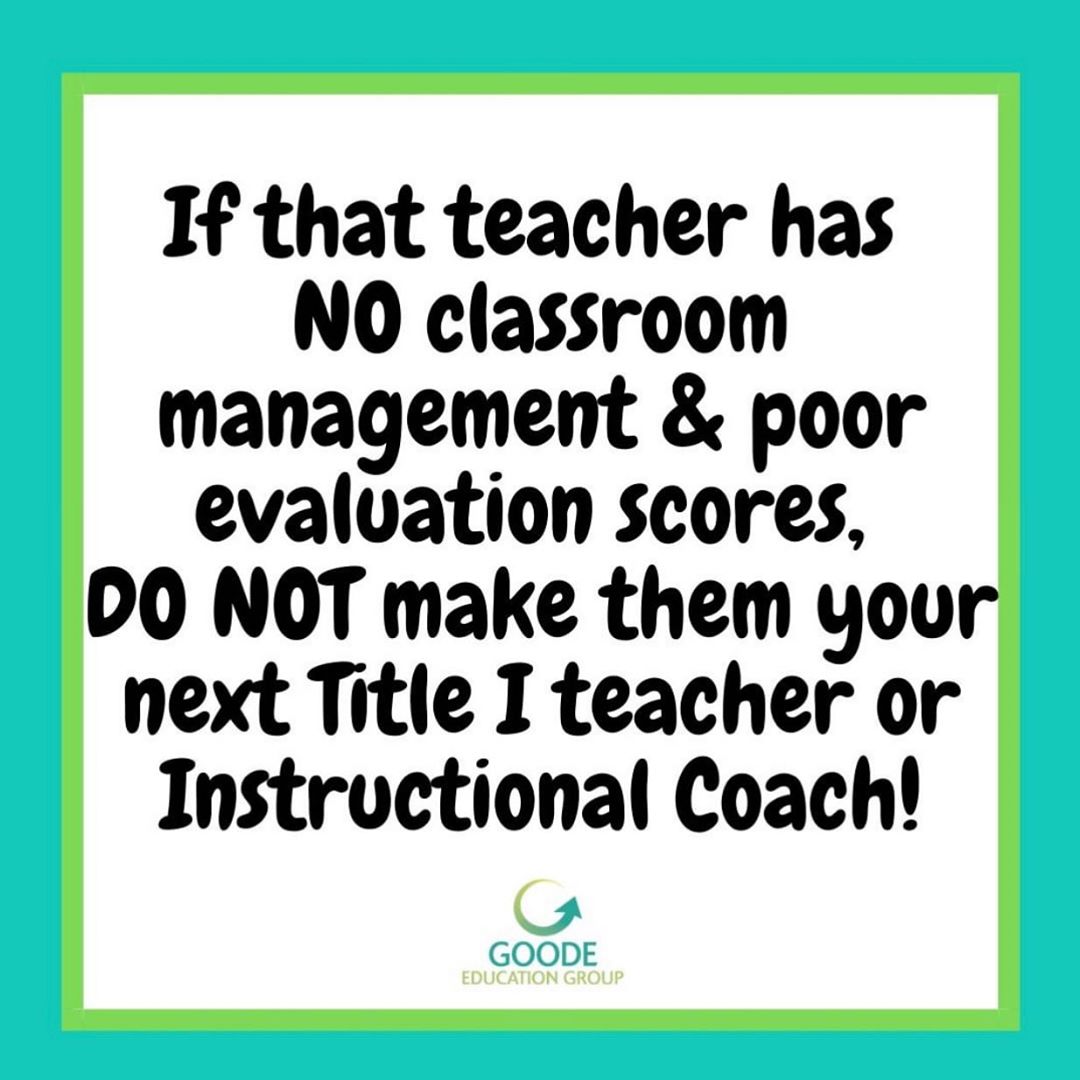 If that teacher has
NO classroom
management & poor
evaluation scores,
DO NOT make them your
next Title I teacher or
Instructional Coach!
GOODE
EDUCATION GROUP